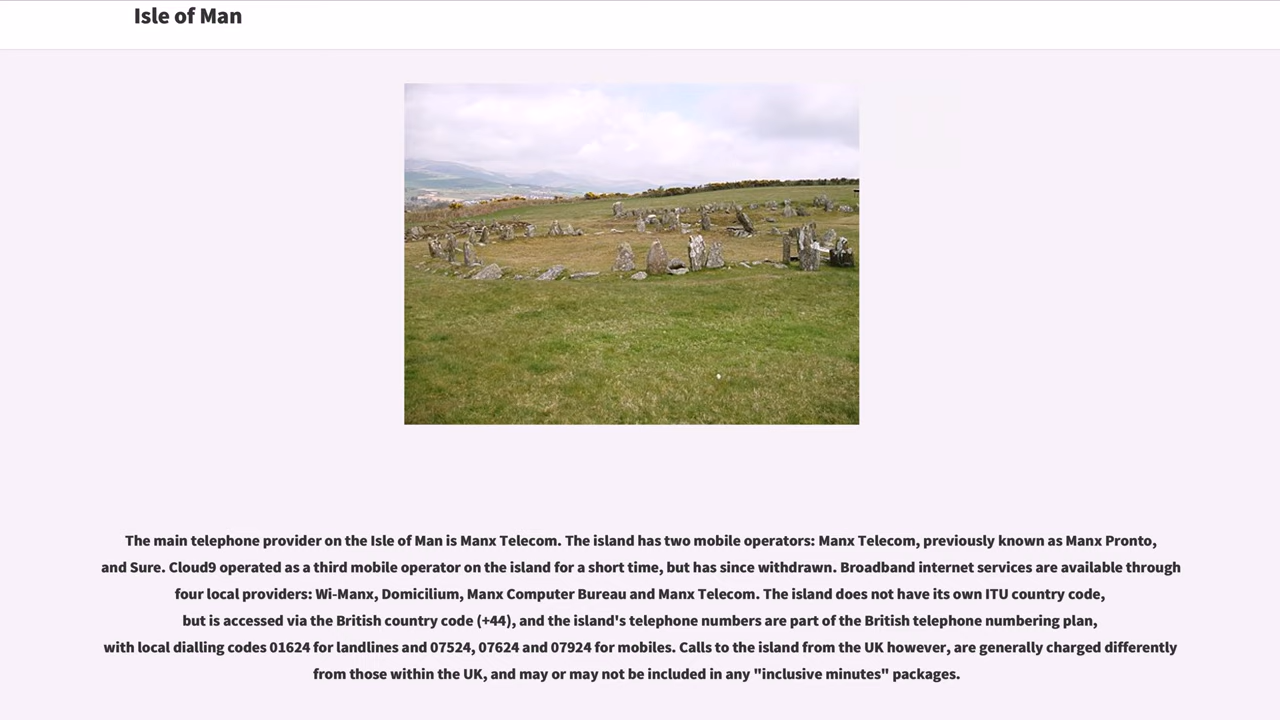 Isle of Man
The main telephone provider on the Isle of Man is Manx Telecom. The island has two mobile operators: Manx Telecom, previously known as Manx Pronto,
and Sure. Cloud9 operated as a third mobile operator on the island for a short time, but has since withdrawn. Broadband internet services are available through
four local providers: Wi-Manx, Domicilium, Manx Computer Bureau and Manx Telecom. The island does not have its own ITU country code,
but is accessed via the British country code (+44), and the island's telephone numbers are part of the British telephone numbering plan,
with local dialling codes 01624 for landlines and 07524, 07624 and 07924 for mobiles. Calls to the island from the UK however, are generally charged differently
from those within the UK, and may or may not be included in any "inclusive minutes" packages.